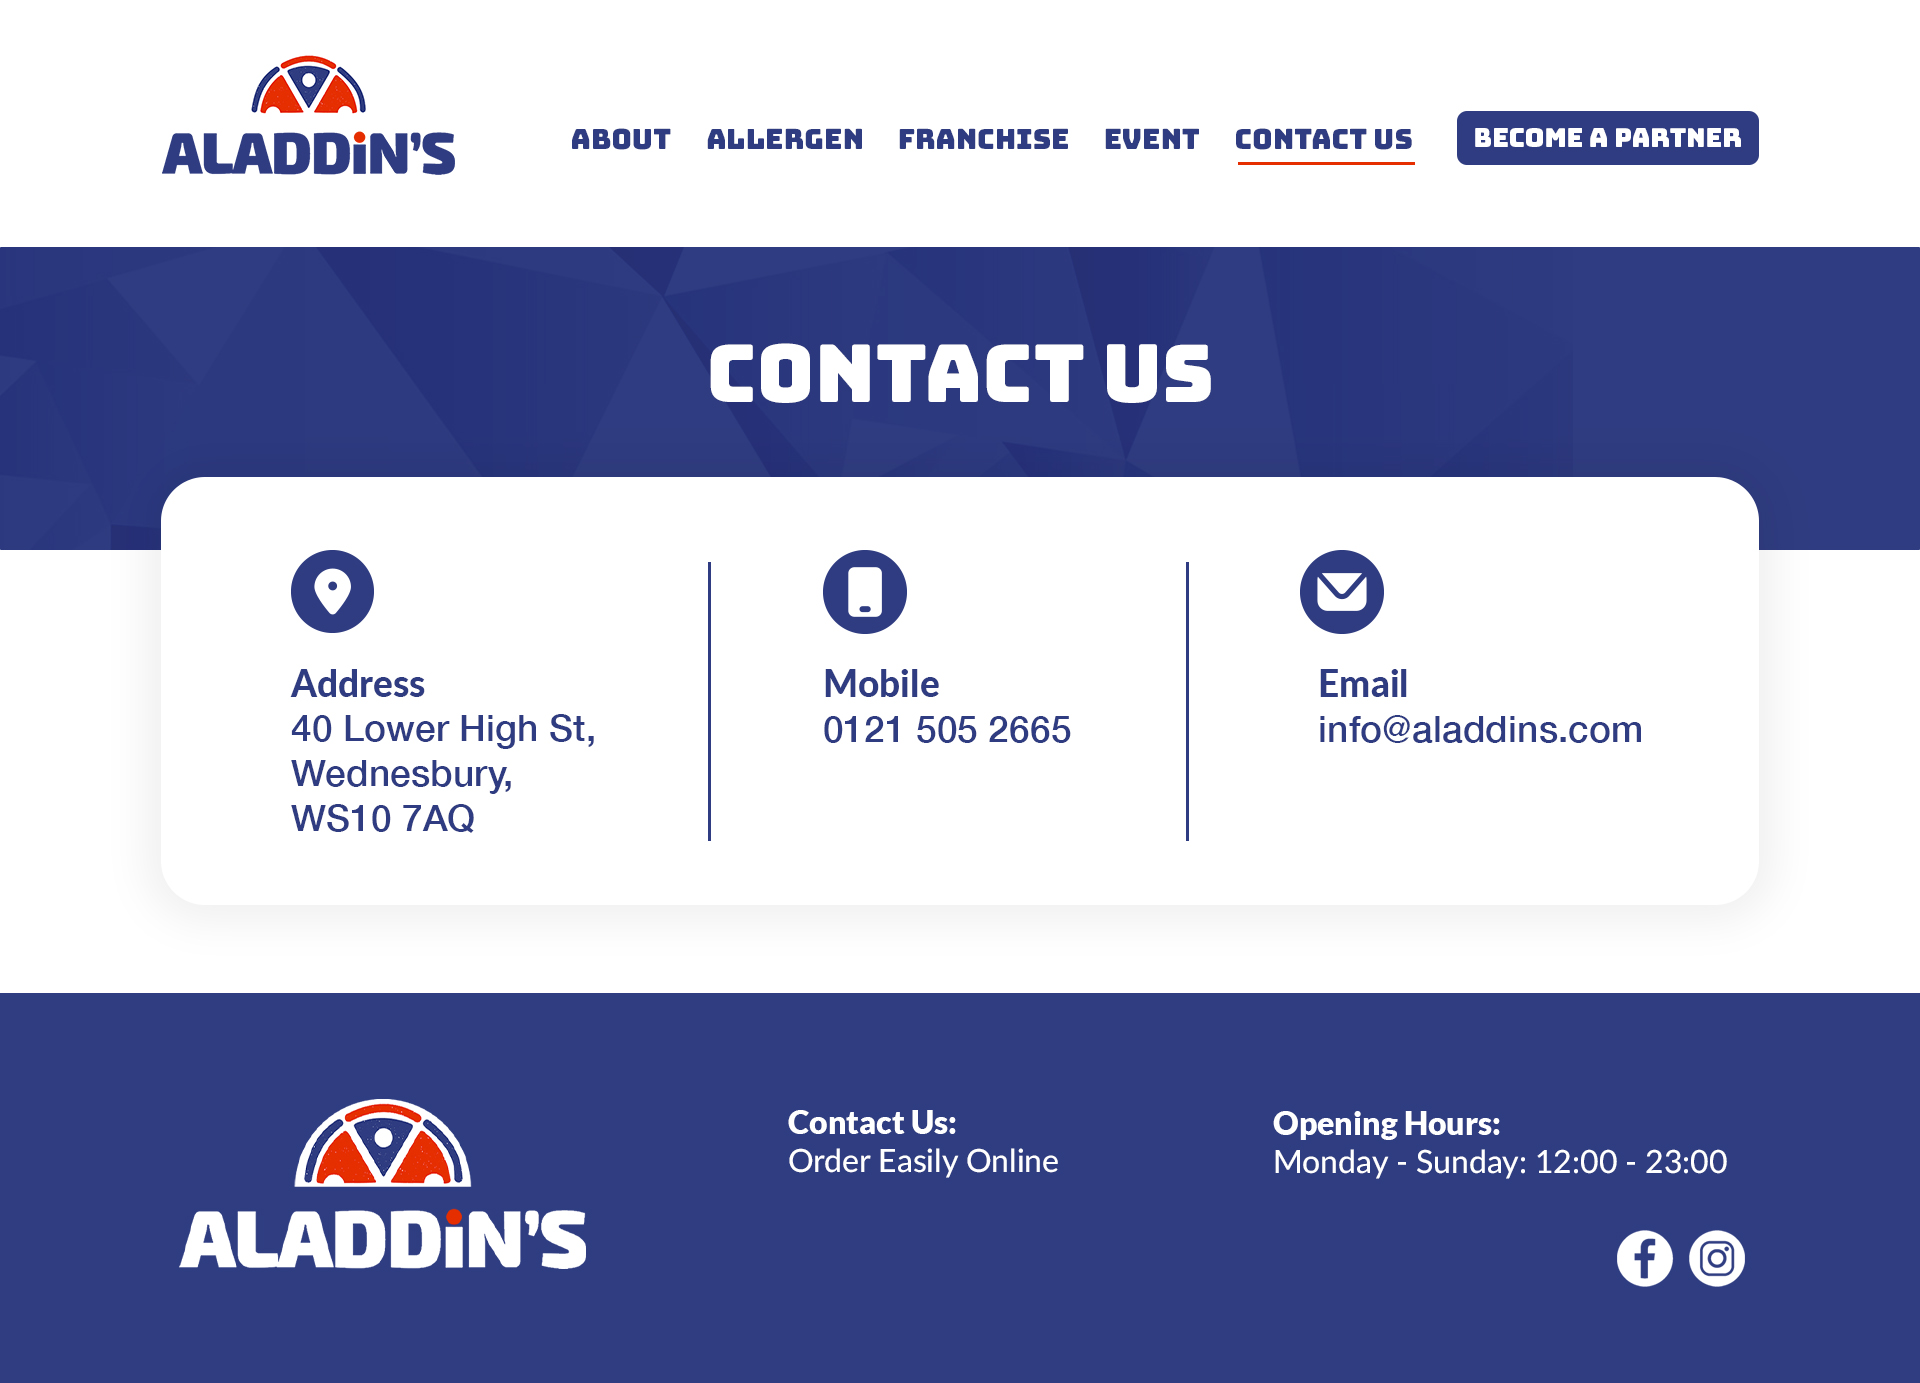 ALADDiN'S
ABOUT
ALLERGEN
FRANCHISE
EVENT
CONTACT US
BECOME A PARTNER
CONTACT US
Address
40 Lower High St,
Wednesbury,
WS10 7AQ
Mobile
0121 505 2665
Email
info@aladdins.com
ALADDiN'S
Contact Us:
Order Easily Online
Opening Hours:
Monday - Sunday: 12:00 - 23:00